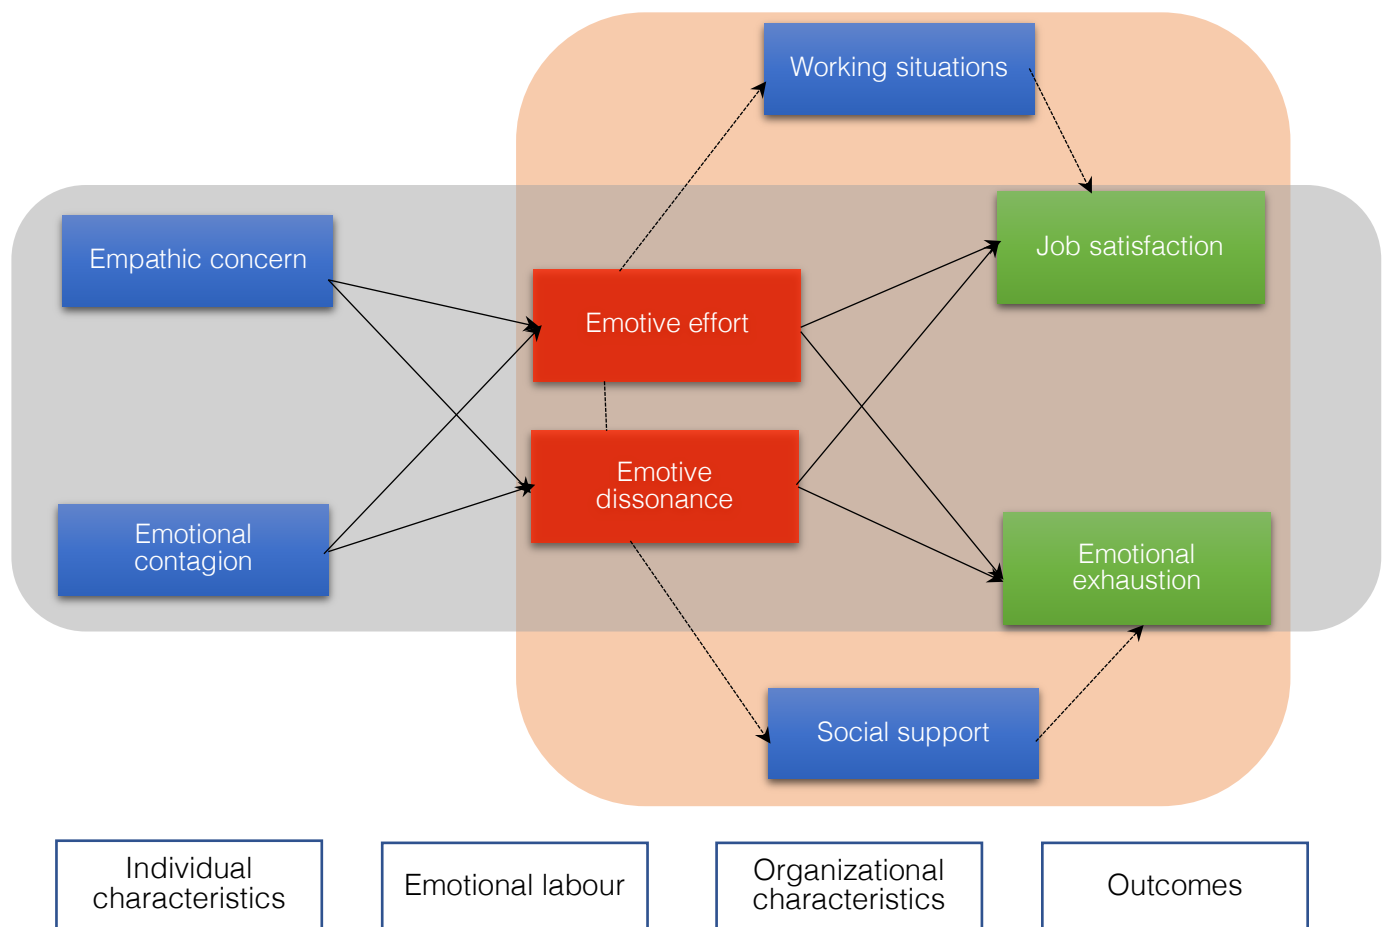 Working situations
Empathic concern
Job satisfaction
Emotive effort
Emotive
dissonance
Emotional
contagion
Emotional
exhaustion
Social support
Individual
characteristics
Emotional labour
Organizational
characteristics
Outcomes